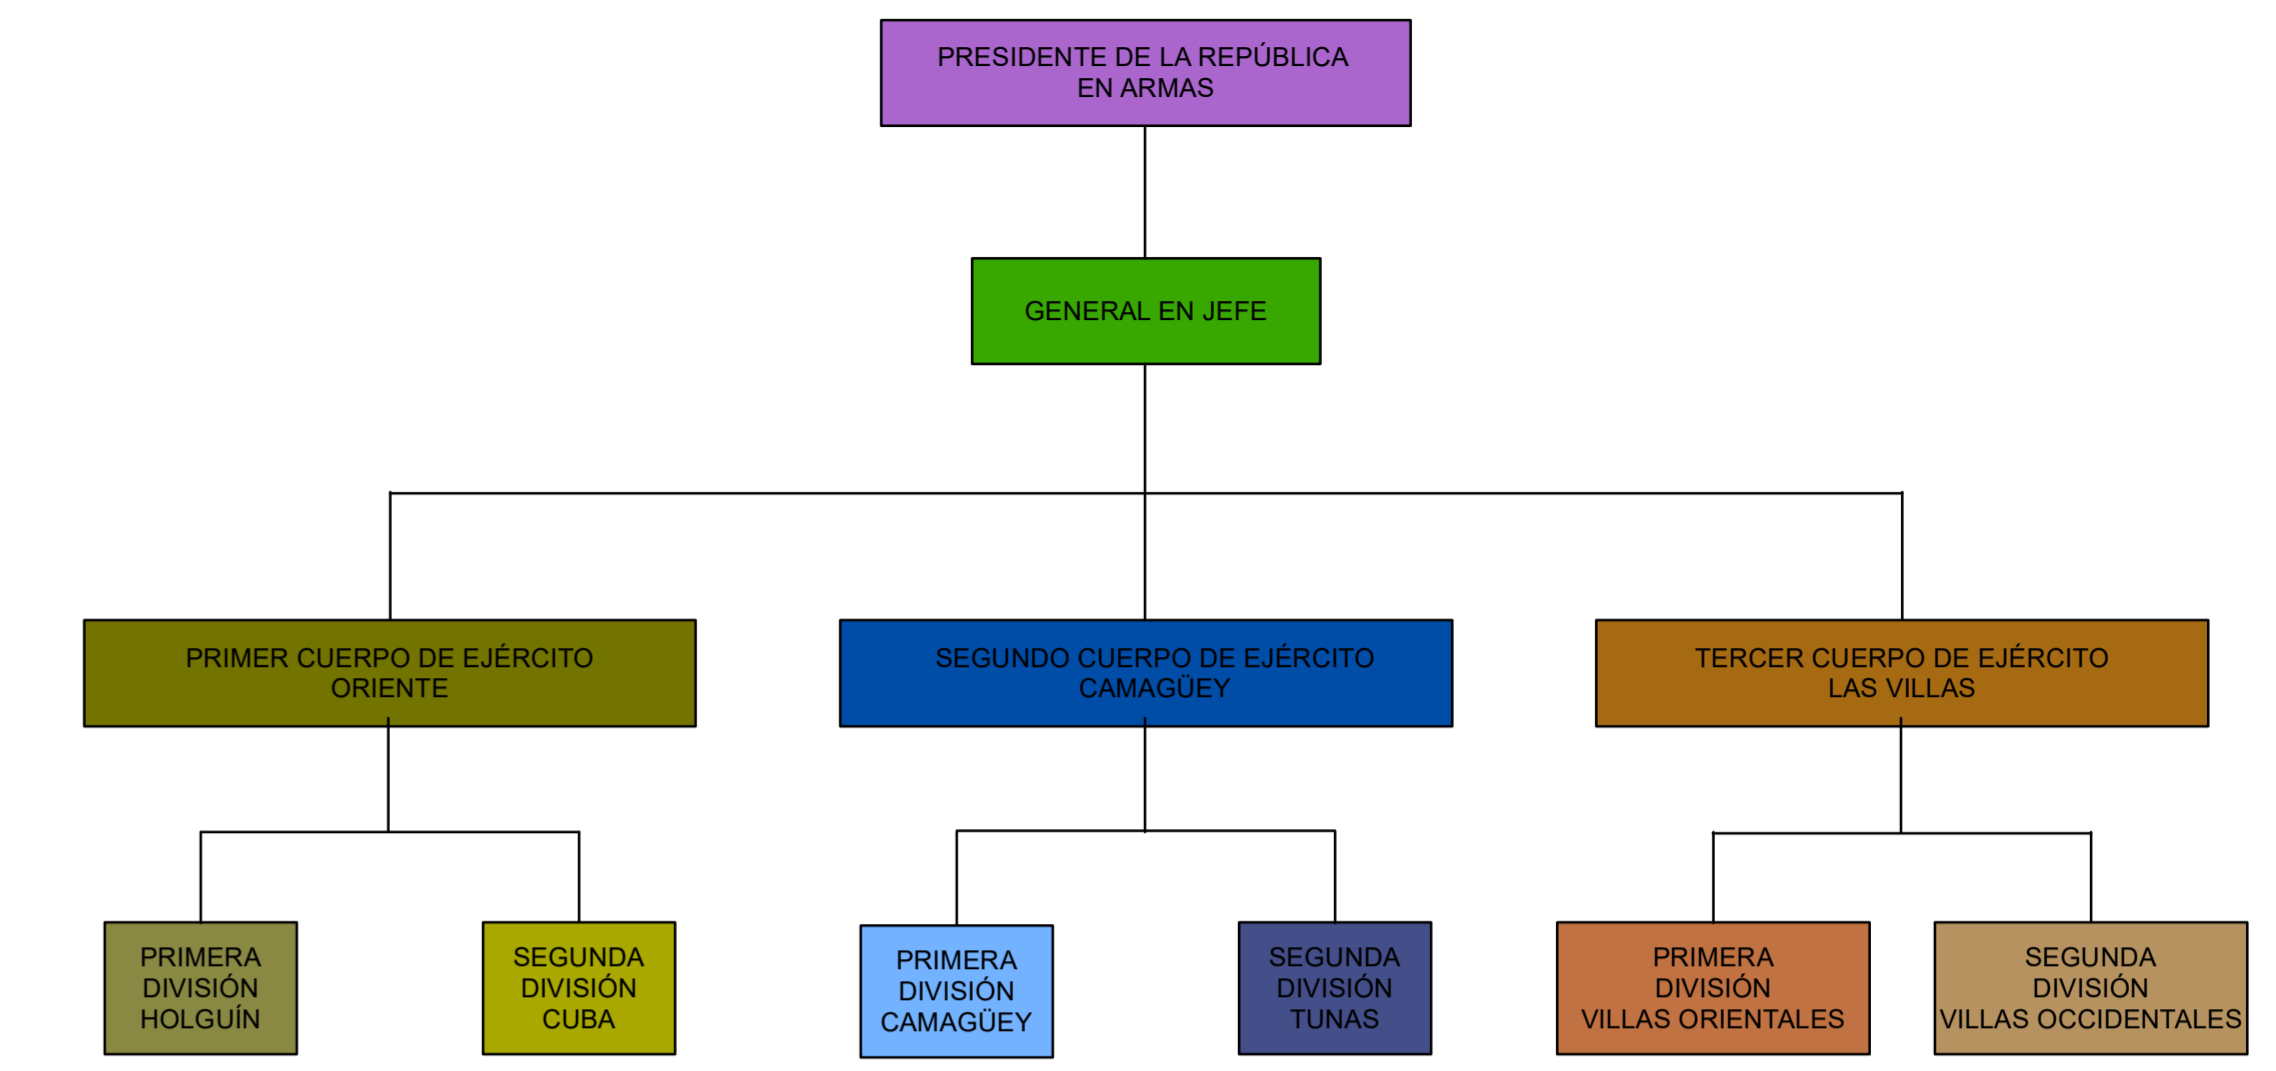 PRESIDENTE DE LA REPÚBLICA
EN ARMAS
GENERAL EN JEFE
PRIMER CUERPO DE EJÉRCITO
ORIENTE
SEGUNDO CUERPO DE EJÉRCITO
CAMAGÜEY
TERCER CUERPO DE EJÉRCITO
LAS VILLAS
PRIMERA
DIVISIÓN
HOLGUÍN
SEGUNDA
DIVISIÓN
CUBA
PRIMERA
DIVISIÓN
CAMAGÜEY
SEGUNDA
DIVISIÓN
TUNAS
PRIMERA
DIVISIÓN
VILLAS ORIENTALES
SEGUNDA
DIVISIÓN
VILLAS OCCIDENTALES